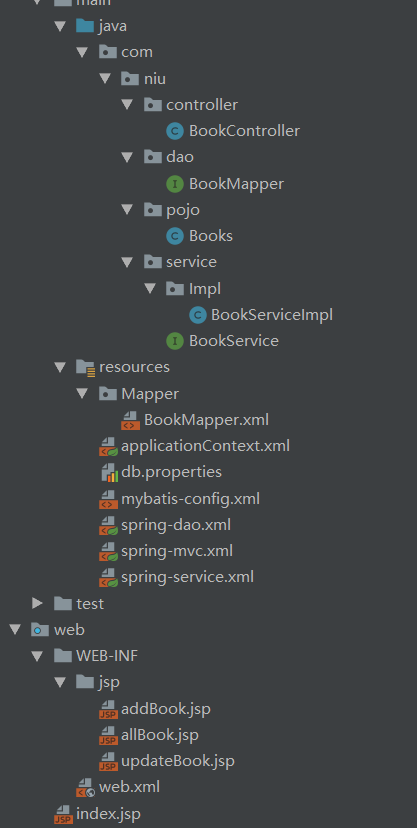 main
java
com
niu
controller
BookController
dao
BookMapper
pojo
Books
service
Impl
BookServiceImpl
BookService
resources
Mapper
BookMapper.xml
applicationContext.xml
db.properties
mybatis-config.xml
spring-dao.xml
spring-mvc.xml
spring-service.xml
test
web
WEB-INF
jsp
addBook.jsp
allBook.jsp
updateBook.jsp
web.xml
index.jsp